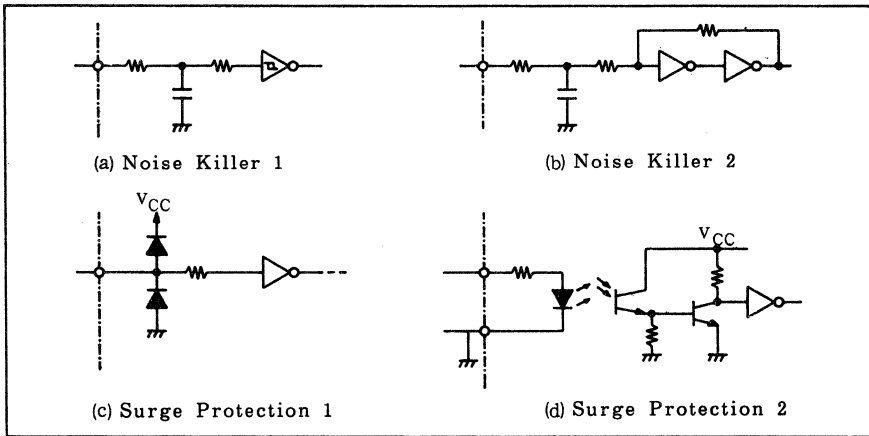 (a) Noise Killer 1
(b) Noise Killer 2
VCC
(c) Surge Protection 1
VCC
(d) Surge Protection 2